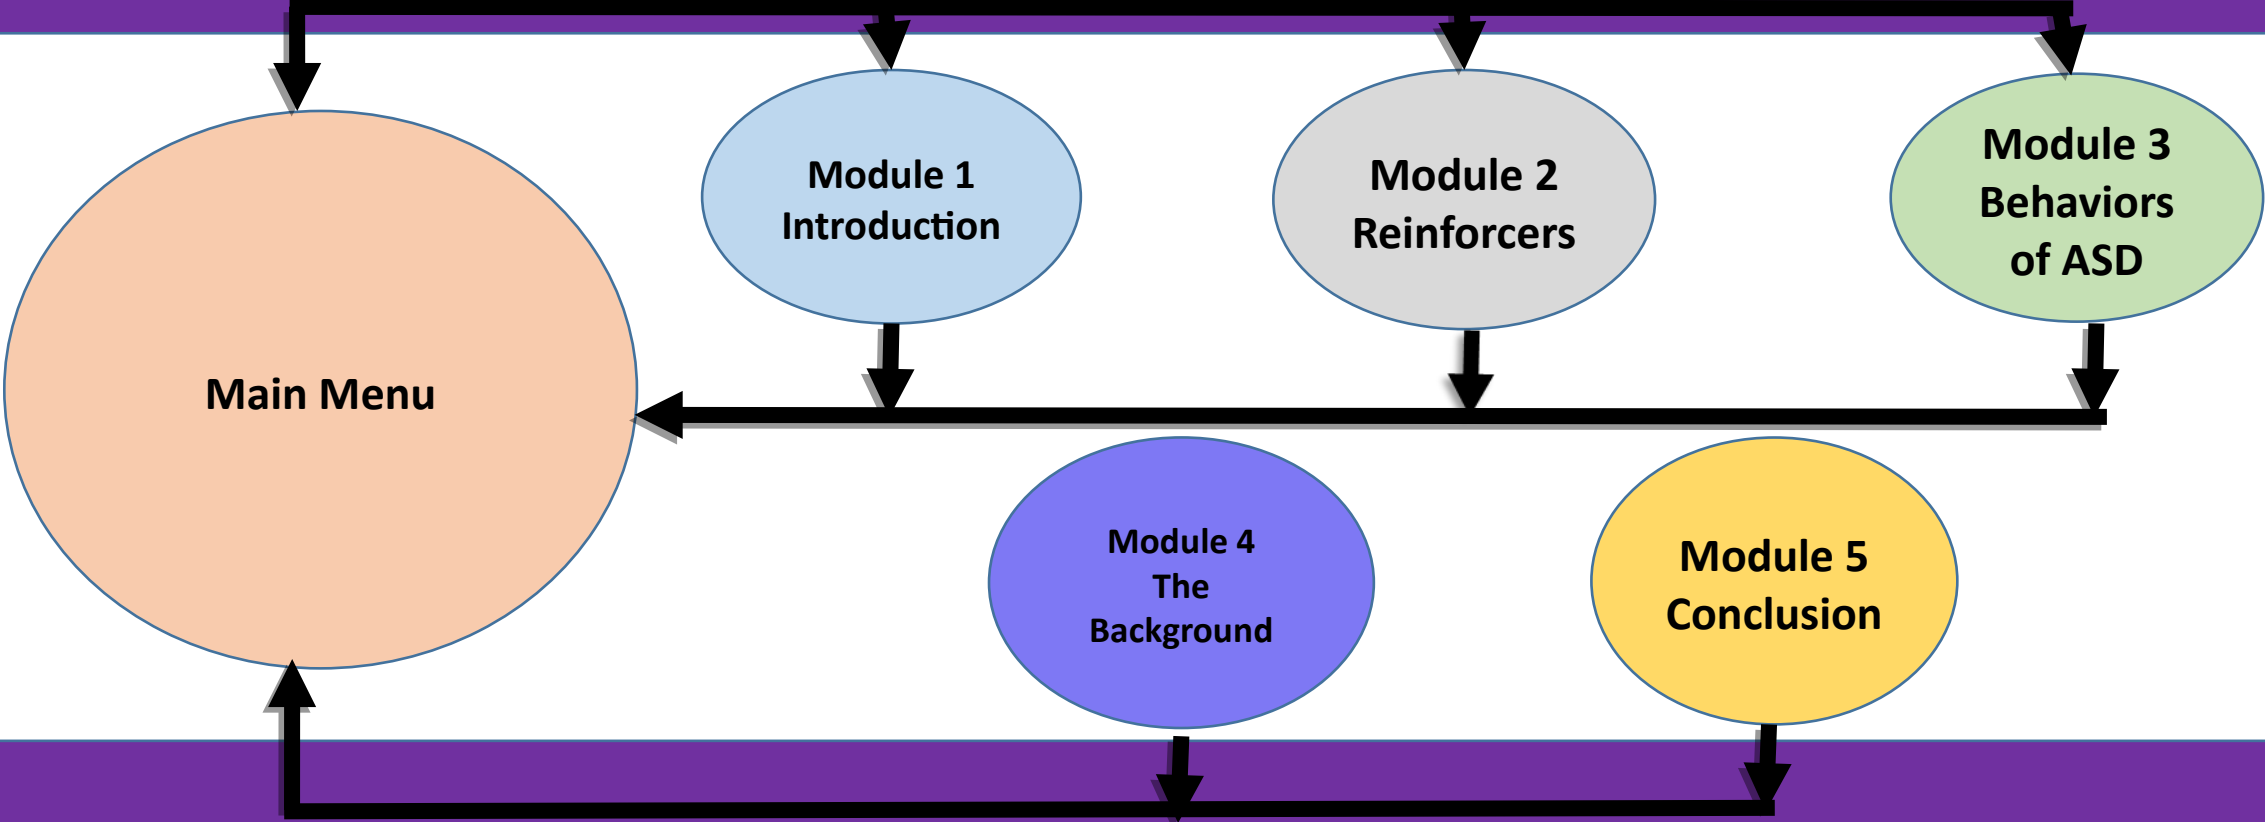 Main Menu
Module 1
Introduction
Module 2
Reinforcers
Module 3
Behaviors
of ASD
Module 4
The
Background
Module 5
Conclusion